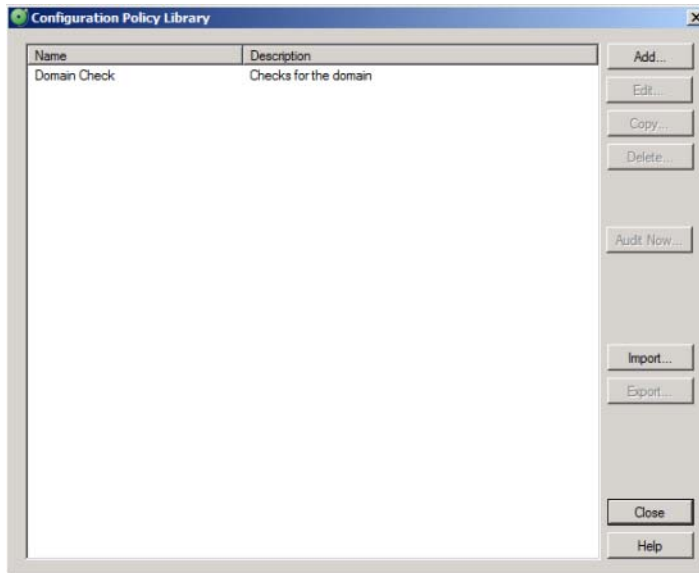 Configuration Policy Library
Name Description
Domain Check Checks for the domain
Add...
Edit...
Copy...
Delete...
Audit Now...
Import...
Export...
Close
Help